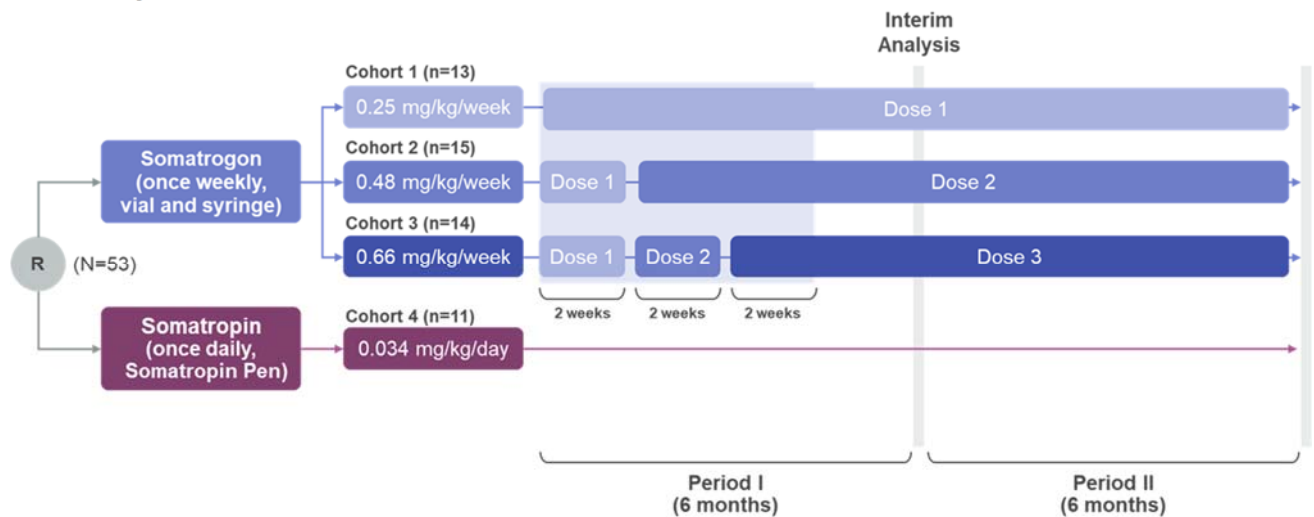 Interim
Analysis
Cohort 1 (n=13)
0.25 mg/kg/week
Dose 1
Somatrogon
(once weekly,
vial and syringe)
Cohort 2 (n=15)
0.48 mg/kg/week
Dose 1
Dose 2
Cohort 3 (n=14)
0.66 mg/kg/week
Dose 1
Dose 2
Dose 3
R
(N=53)
2 weeks
2 weeks
2 weeks
Somatropin
(once daily,
Somatropin Pen)
Cohort 4 (n=11)
0.034 mg/kg/day
Period I
(6 months)
Period II
(6 months)